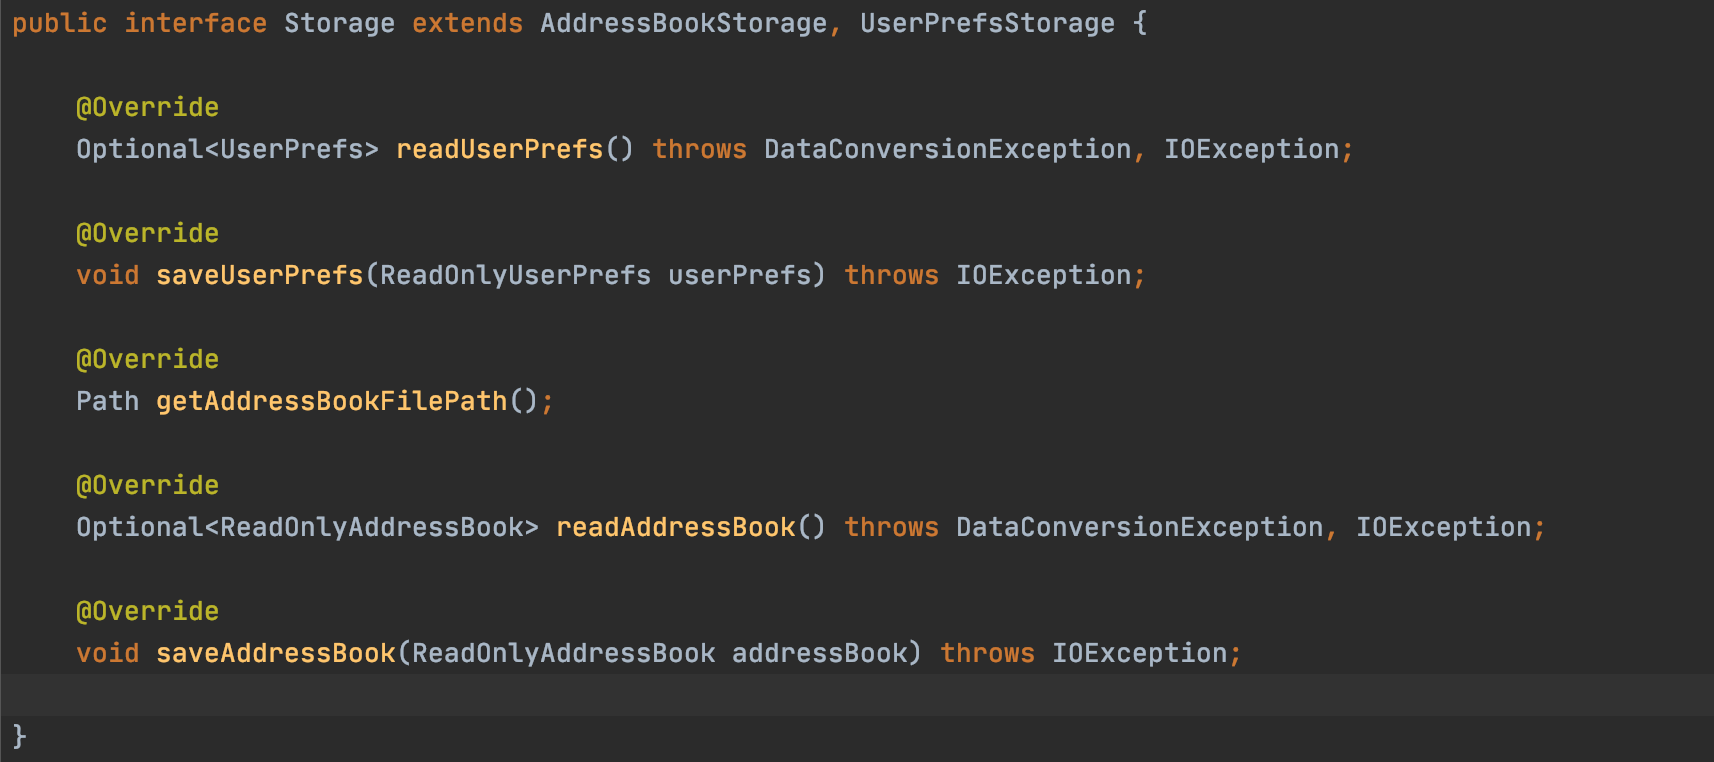 public interface Storage extends AddressBookStorage, UserPrefsStorage {
@Override
Optional<UserPrefs> readUserPrefs() throws DataConversionException, IOException;
@Override
void saveUserPrefs(ReadOnlyUserPrefs userPrefs) throws IOException;
@Override
Path getAddressBookFilePath();
@Override
Optional<ReadOnlyAddressBook> readAddressBook() throws DataConversionException, IOException;
@Override
void saveAddressBook(ReadOnlyAddressBook addressBook) throws IOException;
}